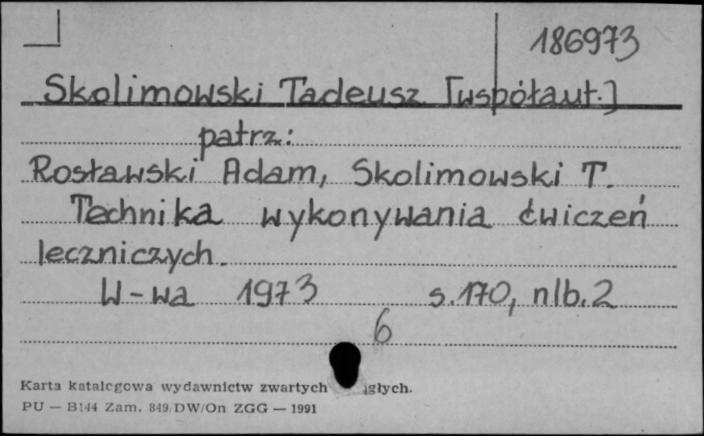 186973
Skolimowski Tadeusz [współaut.]
patrz:
Rosławski Adam, Skolimowski T.
Technika wykonywania ćwiczeń
leczniczych.
W-wa 1973 s. 170, nlb. 2
6
Karta katalogowa wydawnictw zwartych
PU — B144 Zam. 849/DW/On ZGG — 1991